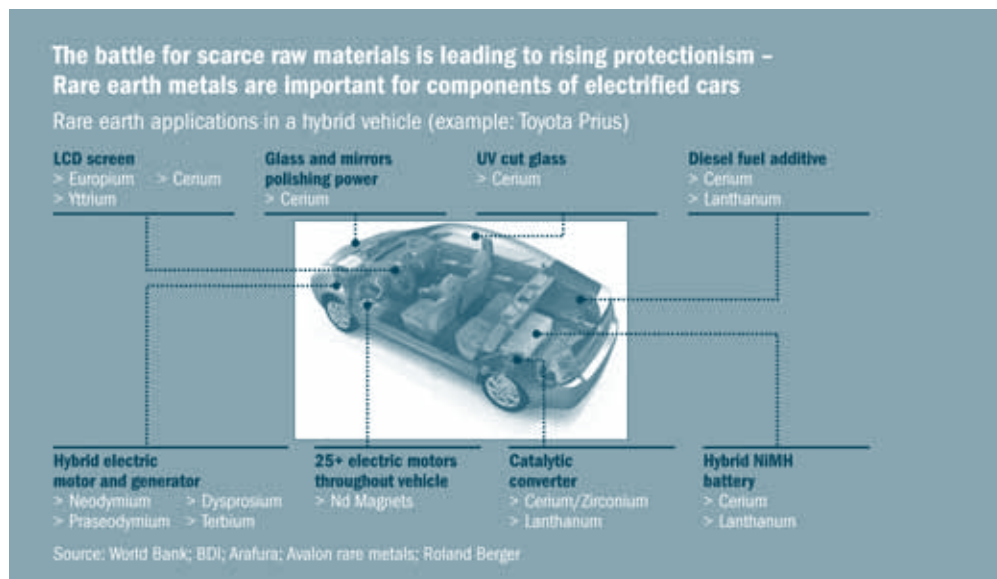 The battle for scarce raw materials is leading to rising protectionism –
Rare earth metals are important for components of electrified cars
Rare earth applications in a hybrid vehicle (example: Toyota Prius)
LCD screen
> Europium > Cerium
> Yttrium
Glass and mirrors
polishing power
> Cerium
UV cut glass
> Cerium
Diesel fuel additive
> Cerium
> Lanthanum
Hybrid electric
motor and generator
> Neodymium > Dysprosium
> Praseodymium > Terbium
25+ electric motors
throughout vehicle
> Nd Magnets
Catalytic
converter
> Cerium/Zirconium
> Lanthanum
Hybrid NiMH
battery
> Cerium
> Lanthanum
Source: World Bank; BDI; Arafura; Avalon rare metals; Roland Berger